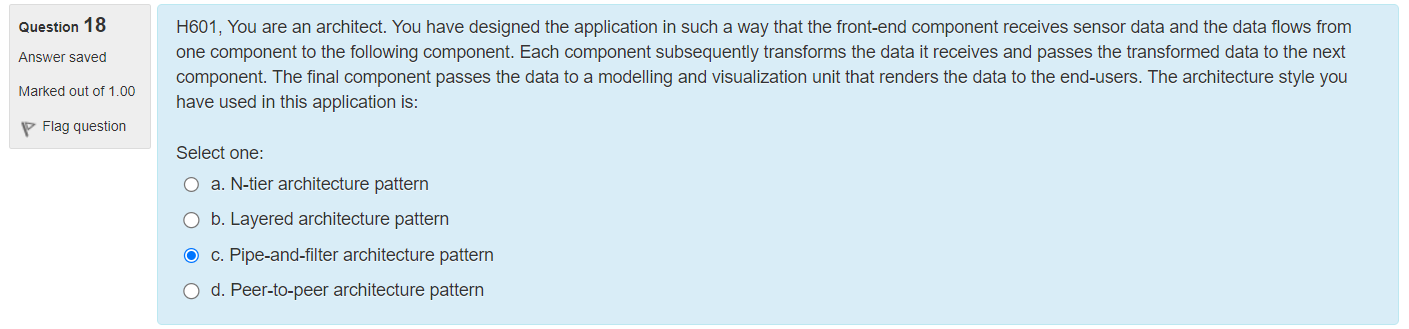 Question 18
Answer saved
Marked out of 1.00
Flag question
H601, You are an architect. You have designed the application in such a way that the front-end component receives sensor data and the data flows from
one component to the following component. Each component subsequently transforms the data it receives and passes the transformed data to the next
component. The final component passes the data to a modelling and visualization unit that renders the data to the end-users. The architecture style you
have used in this application is:
Select one:
a. N-tier architecture pattern
b. Layered architecture pattern
c. Pipe-and-filter architecture pattern
d. Peer-to-peer architecture pattern